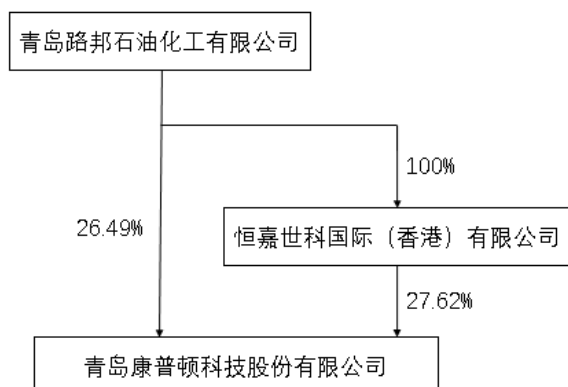 青岛路邦石油化工有限公司
100%
26.49%
恒嘉世科国际（香港）有限公司
27.62%
青岛康普顿科技股份有限公司